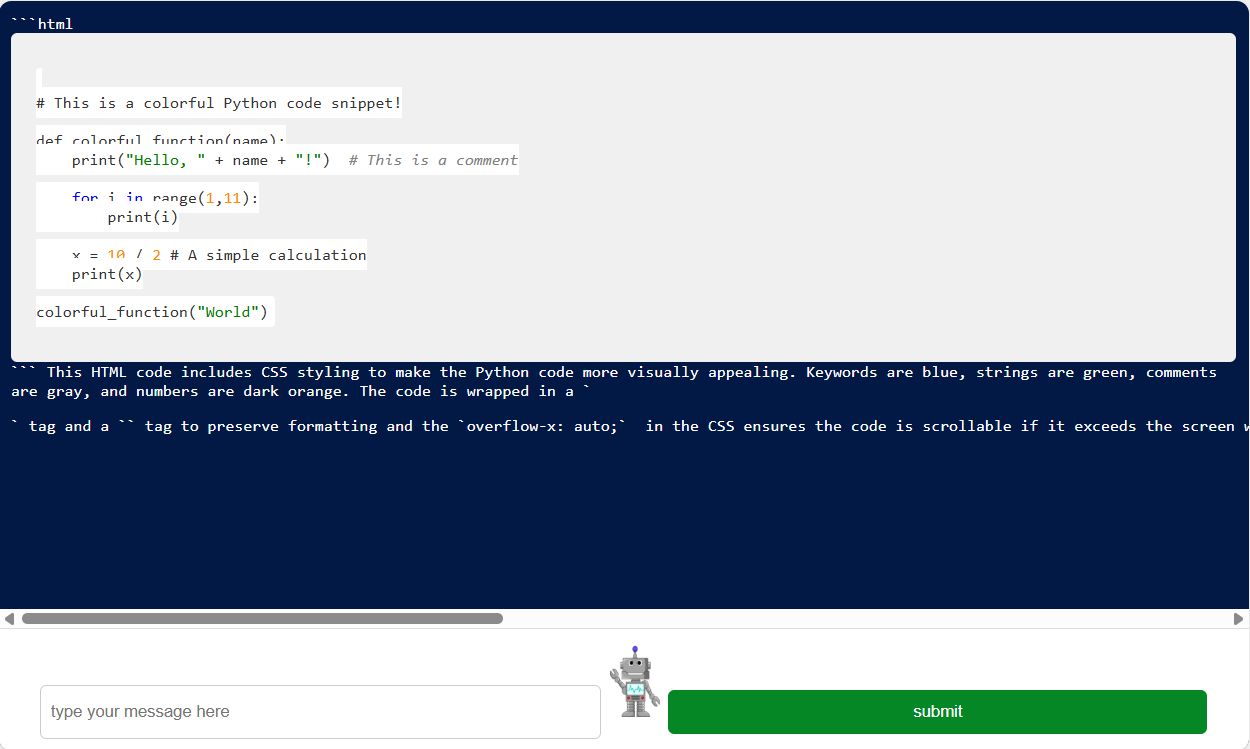 ```html
# This is a colorful Python code snippet!
def colorful_function(name):
    print("Hello, " + name + "!")  # This is a comment
    for i in range(1,11):
        print(i)
    x = 10 / 2 # A simple calculation
    print(x)
colorful_function("World")
``` This HTML code includes CSS styling to make the Python code more visually appealing. Keywords are blue, strings are green, comments
are gray, and numbers are dark orange. The code is wrapped in a `
` tag and a `` tag to preserve formatting and the `overflow-x: auto;`  in the CSS ensures the code is scrollable if it exceeds the screen
type your message here
submit